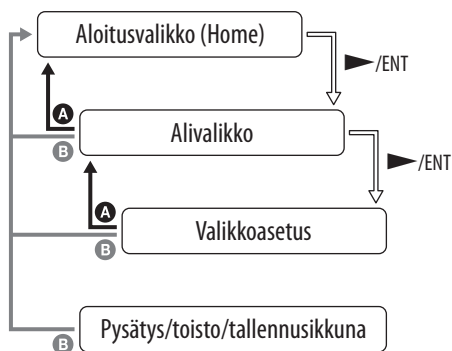 Aloitusvalikko (Home)
/ENT
A
Alivalikko
B
/ENT
A
Valikkoasetus
B
Pysätys/toisto/tallennusikkuna
B